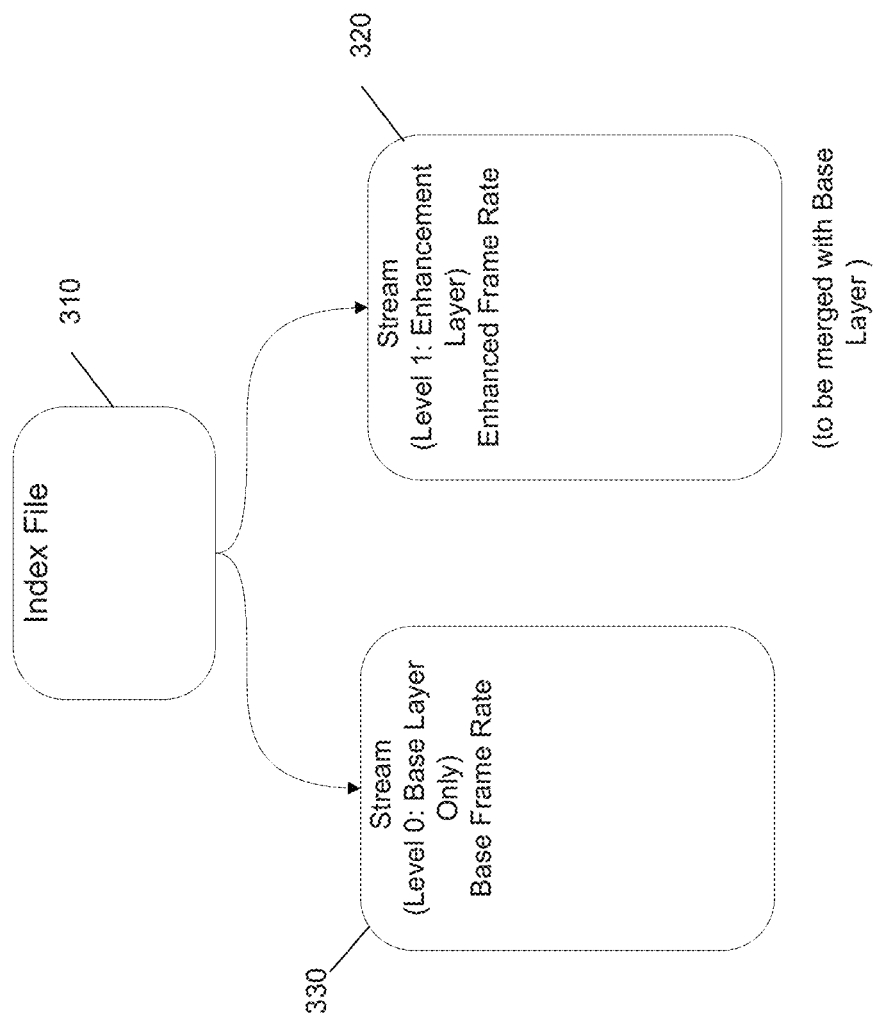 Index File
310
Stream
(Level 0: Base Layer
Only)
Base Frame Rate
330
Stream
(Level 1: Enhancement
Layer)
Enhanced Frame Rate
320
(to be merged with Base
Layer )